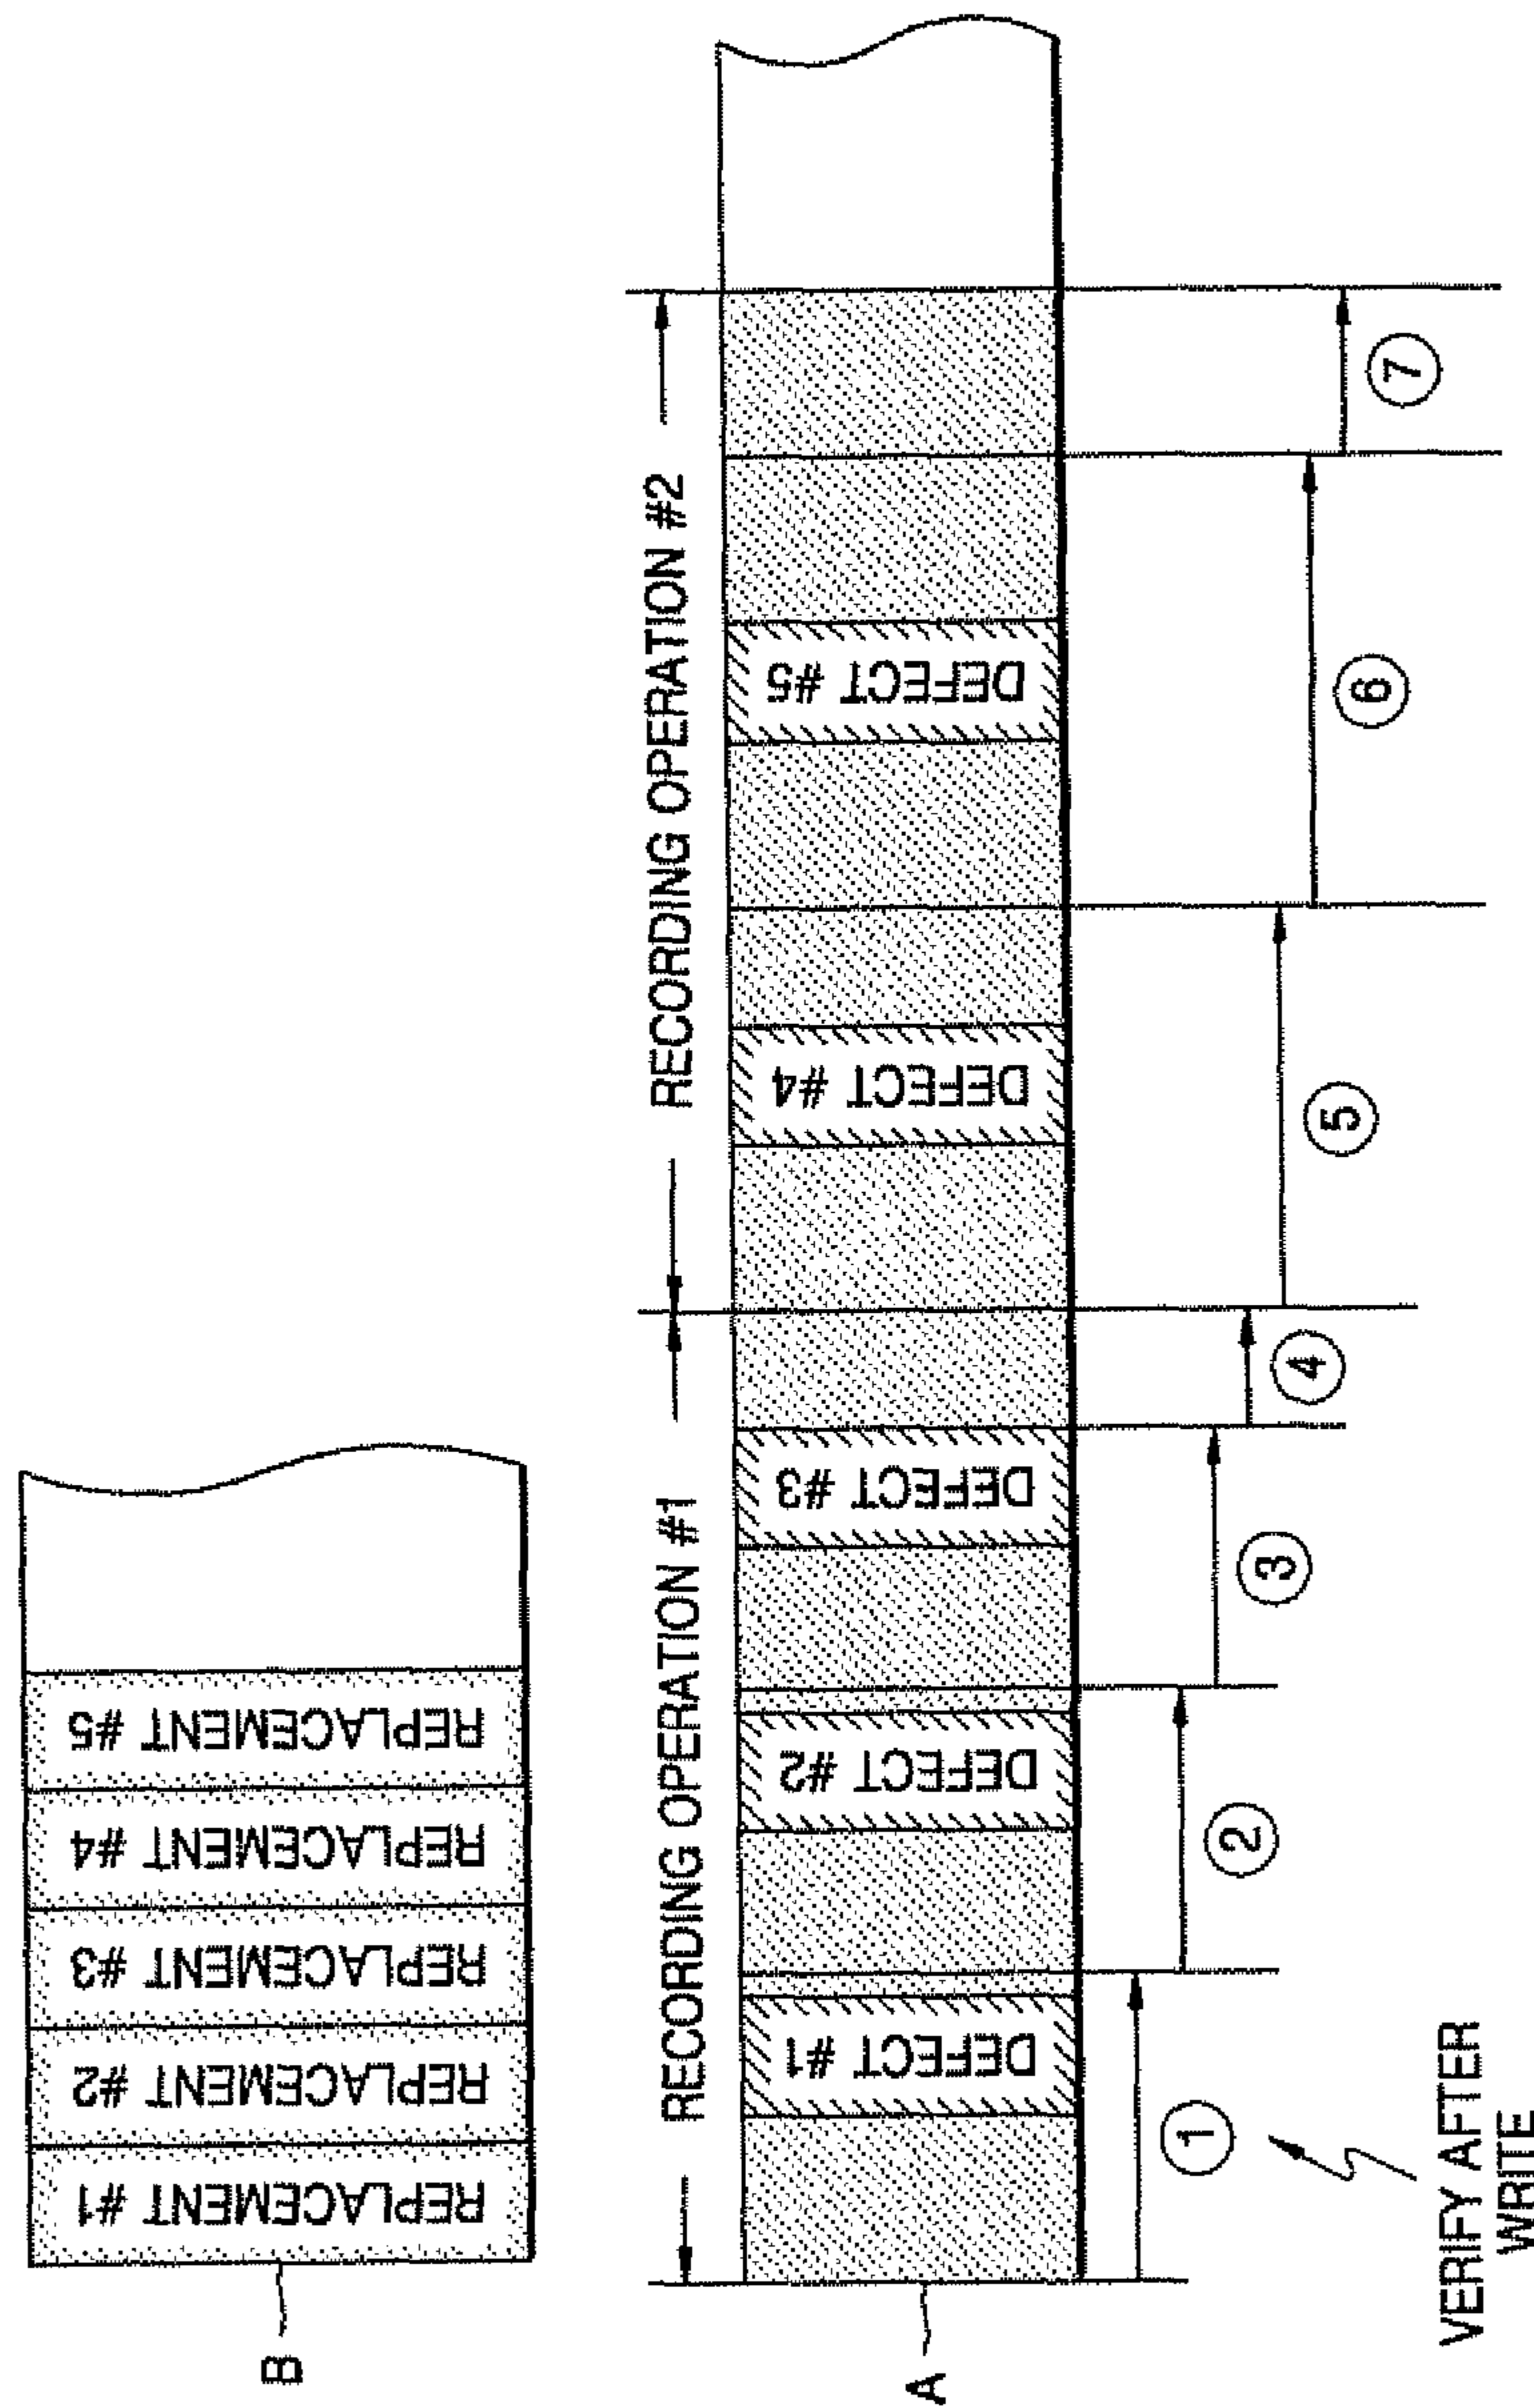 REPLACEMENT #1
REPLACEMENT #2
REPLACEMENT #3
REPLACEMENT #4
REPLACEMENT #5
B
RECORDING OPERATION #1
RECORDING OPERATION #2
DEFECT #1
DEFECT #2
DEFECT #3
DEFECT #4
DEFECT #5
A
①
②
③
④
⑤
⑥
⑦
VERIFY AFTER
WRITE